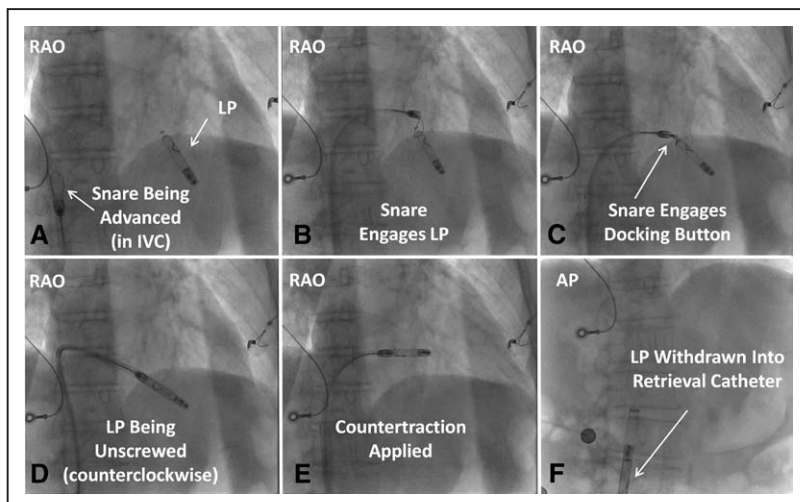 RAO
LP
Snare Being
Advanced
(in IVC)
A
RAO
Snare
Engages LP
B
RAO
Snare Engages
Docking Button
C
RAO
LP Being
Unscrewed
(counterclockwise)
D
RAO
Countertraction
Applied
E
AP
LP Withdrawn Into
Retrieval Catheter
F